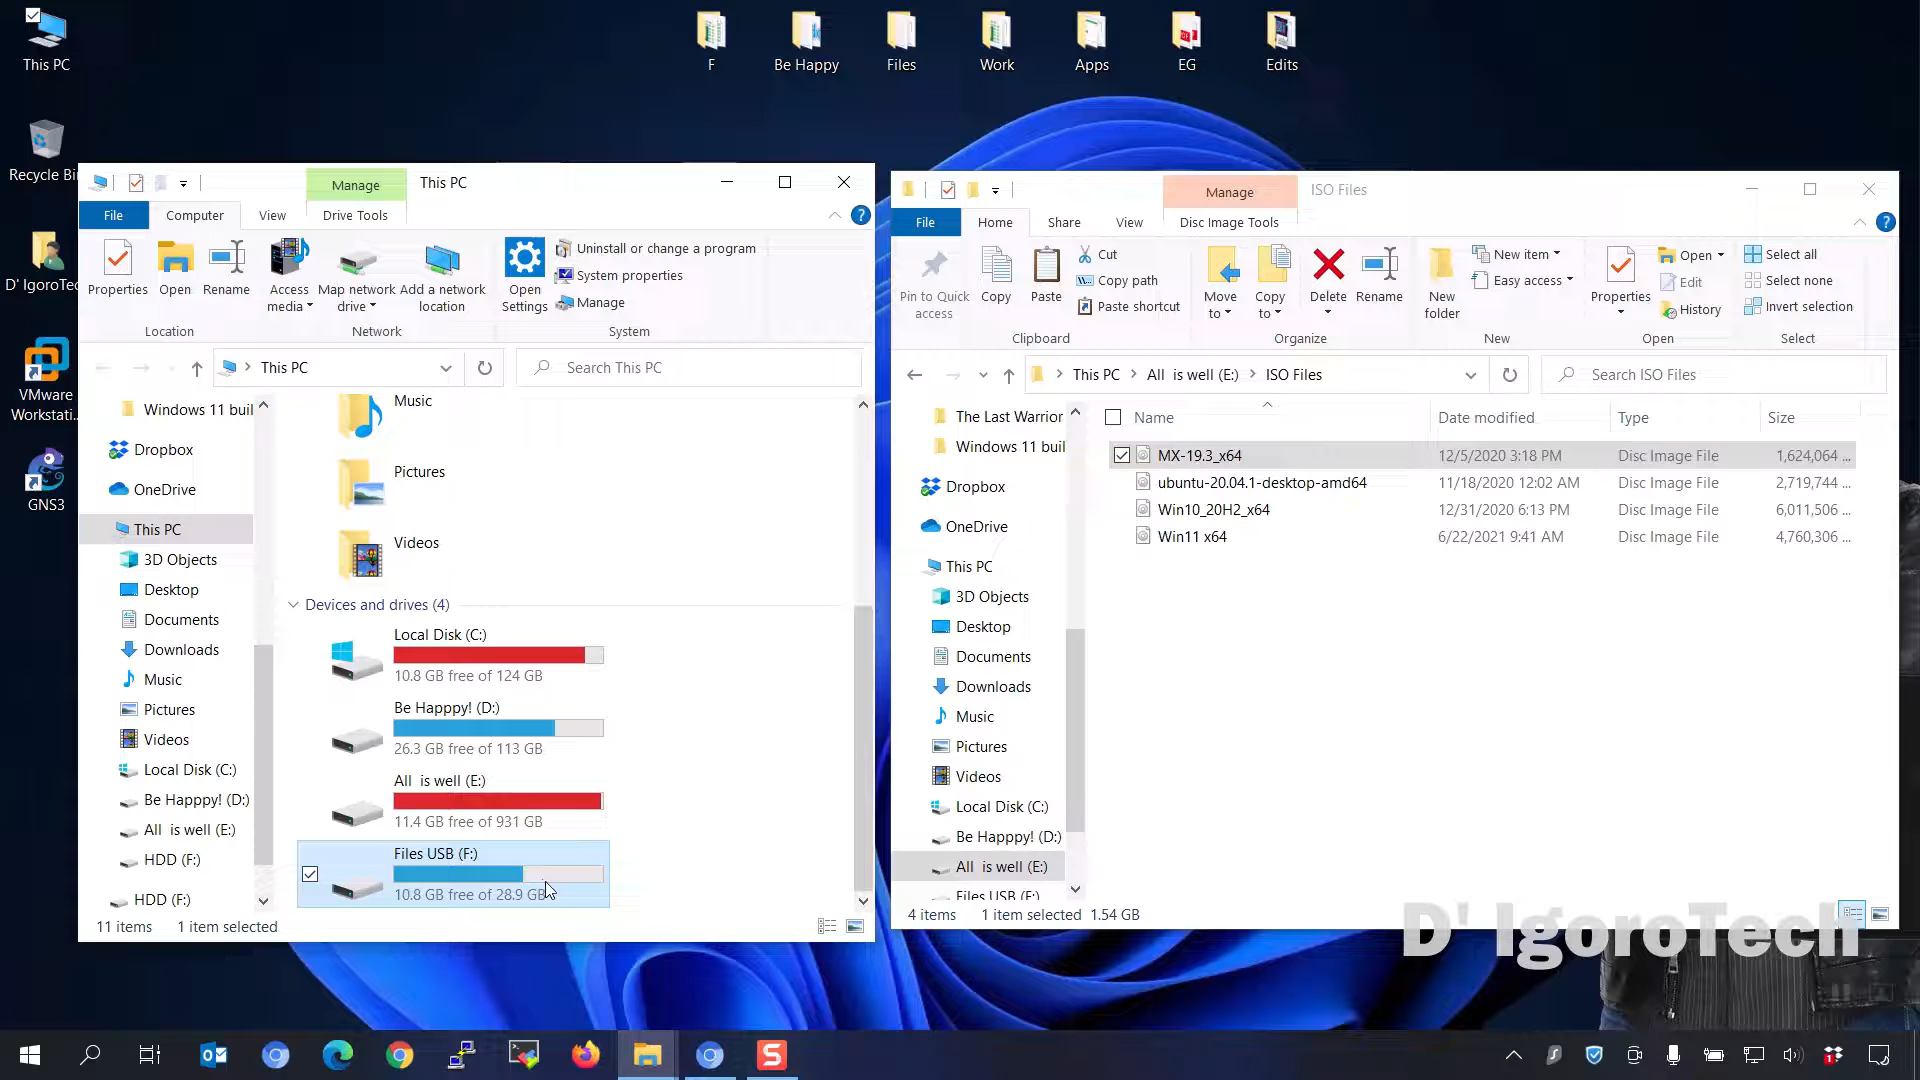 This PC
Recycle Bi
D' IgoroTec
VMware
Workstati...
GNS3
F
Be Happy
Files
Work
Apps
EG
Edits
Manage
This PC
File
Computer
View
Drive Tools
Properties
Open
Rename
Access
media
Map network
drive
Add a network
location
Open
Settings
Uninstall or change a program
System properties
Manage
Location
Network
System
This PC
Search This PC
Windows 11 buil
Dropbox
OneDrive
This PC
3D Objects
Desktop
Documents
Downloads
Music
Pictures
Videos
Local Disk (C:)
Be Happpy! (D:)
All  is well (E:)
HDD (F:)
HDD (F:)
Music
Pictures
Videos
Devices and drives (4)
Local Disk (C:)
10.8 GB free of 124 GB
Be Happpy! (D:)
26.3 GB free of 113 GB
All  is well (E:)
11.4 GB free of 931 GB
Files USB (F:)
10.8 GB free of 28.9 GB
11 items
1 item selected
Manage
ISO Files
File
Home
Share
View
Disc Image Tools
Pin to Quick
access
Copy
Paste
Cut
Copy path
Paste shortcut
Move
to
Copy
to
Delete
Rename
New
folder
New item
Easy access
Properties
Open
Edit
History
Select all
Select none
Invert selection
Clipboard
Organize
New
Open
Select
This PC
All  is well (E:)
ISO Files
Search ISO Files
The Last Warrior
Windows 11 buil
Dropbox
OneDrive
This PC
3D Objects
Desktop
Documents
Downloads
Music
Pictures
Videos
Local Disk (C:)
Be Happpy! (D:)
All  is well (E:)
Files USB (F:)
Name Date modified Type Size
MX-19.3_x64 12/5/2020 3:18 PM Disc Image File 1,624,064 ...
ubuntu-20.04.1-desktop-amd64 11/18/2020 12:02 AM Disc Image File 2,719,744 ...
Win10_20H2_x64 12/31/2020 6:13 PM Disc Image File 6,011,506 ...
Win11 x64 6/22/2021 9:41 AM Disc Image File 4,760,306 ...
4 items
1 item selected
1.54 GB
D' IgoroTech